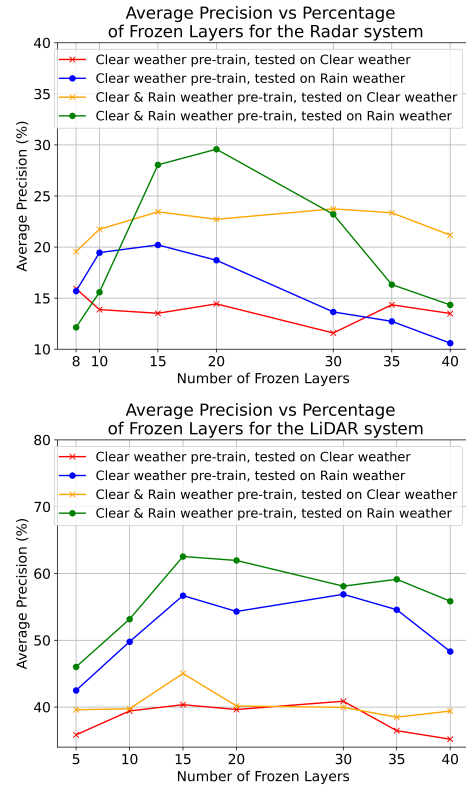 Average Precision vs Percentage
of Frozen Layers for the Radar system
40
Clear weather pre-train, tested on Clear weather
Clear weather pre-train, tested on Rain weather
35
Clear & Rain weather pre-train, tested on Clear weather
Clear & Rain weather pre-train, tested on Rain weather
30
25
20
15
10
Average Precision (%)
8 10 15 20 30 35 40
Number of Frozen Layers
Average Precision vs Percentage
of Frozen Layers for the LiDAR system
80
Clear weather pre-train, tested on Clear weather
Clear weather pre-train, tested on Rain weather
70
Clear & Rain weather pre-train, tested on Clear weather
Clear & Rain weather pre-train, tested on Rain weather
60
50
40
Average Precision (%)
5 10 15 20 30 35 40
Number of Frozen Layers